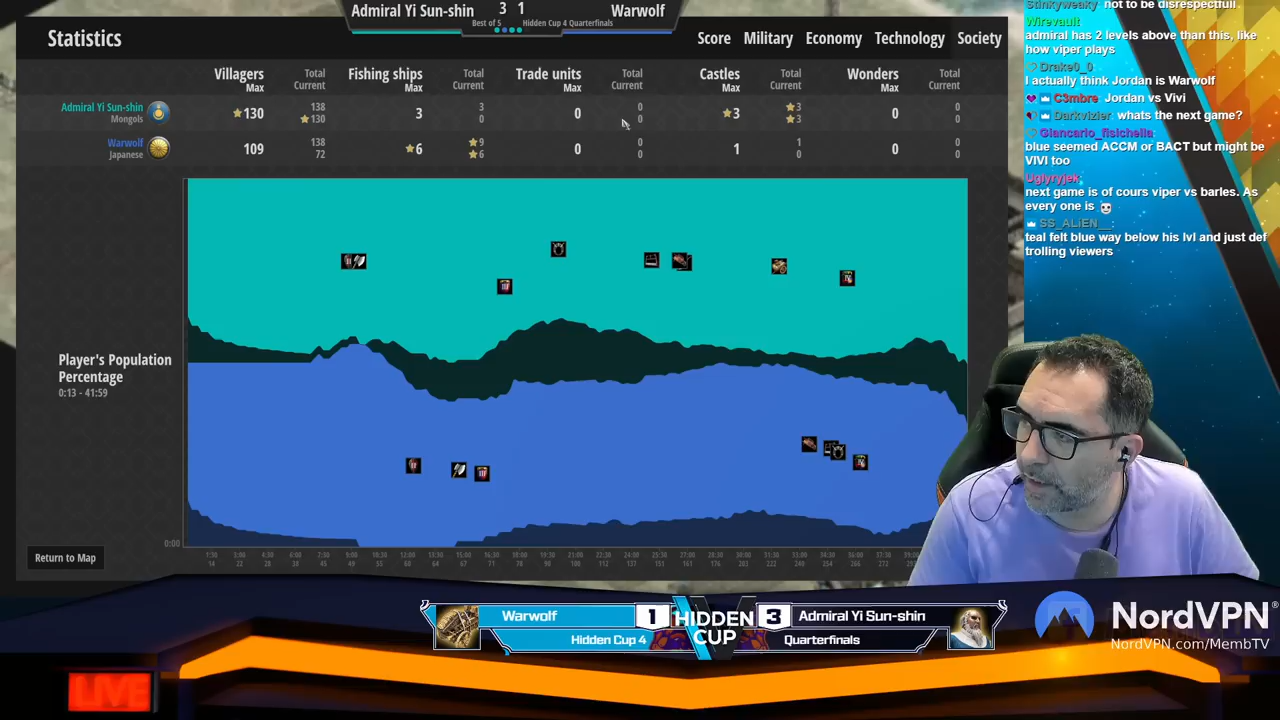 Admiral Yi Sun-shin 3 1 Warwolf
Best of 5 Hidden Cup 4 Quarterfinals
Statistics
Score Military Economy Technology Society
Villagers Max Total Current Fishing ships Max Total Current Trade units Max Total Current Castles Max Total Current Wonders Max Total Current
Admiral Yi Sun-shin Mongols 130 138 130 3 3 0 0 0 0 3 3 3 0 0 0
Warwolf Japanese 109 138 72 6 9 6 0 0 0 1 1 0 0 0 0
Player's Population
Percentage
0:13 - 41:59
0:00
Return to Map
Stinkyweaky not to be disrespectfull
Wirevault
admiral has 2 levels above than this, like
how viper plays
Drake0_0
I actually think Jordan is Warwolf
C3mbre Jordan vs Vivi
Darkvizier whats the next game?
Giancarlo_fisichella
blue seemed ACCM or BACT but might be
VIVI too
Uglyryjek
next game is of cours viper vs barles. As
every one is
SS_ALiEN__:
teal felt blue way below his lvl and just def
trolling viewers
Warwolf 1 HIDDEN CUP 3 Admiral Yi Sun-shin
Hidden Cup 4 Quarterfinals
NordVPN®
NordVPN.com/MembTV
LIVE